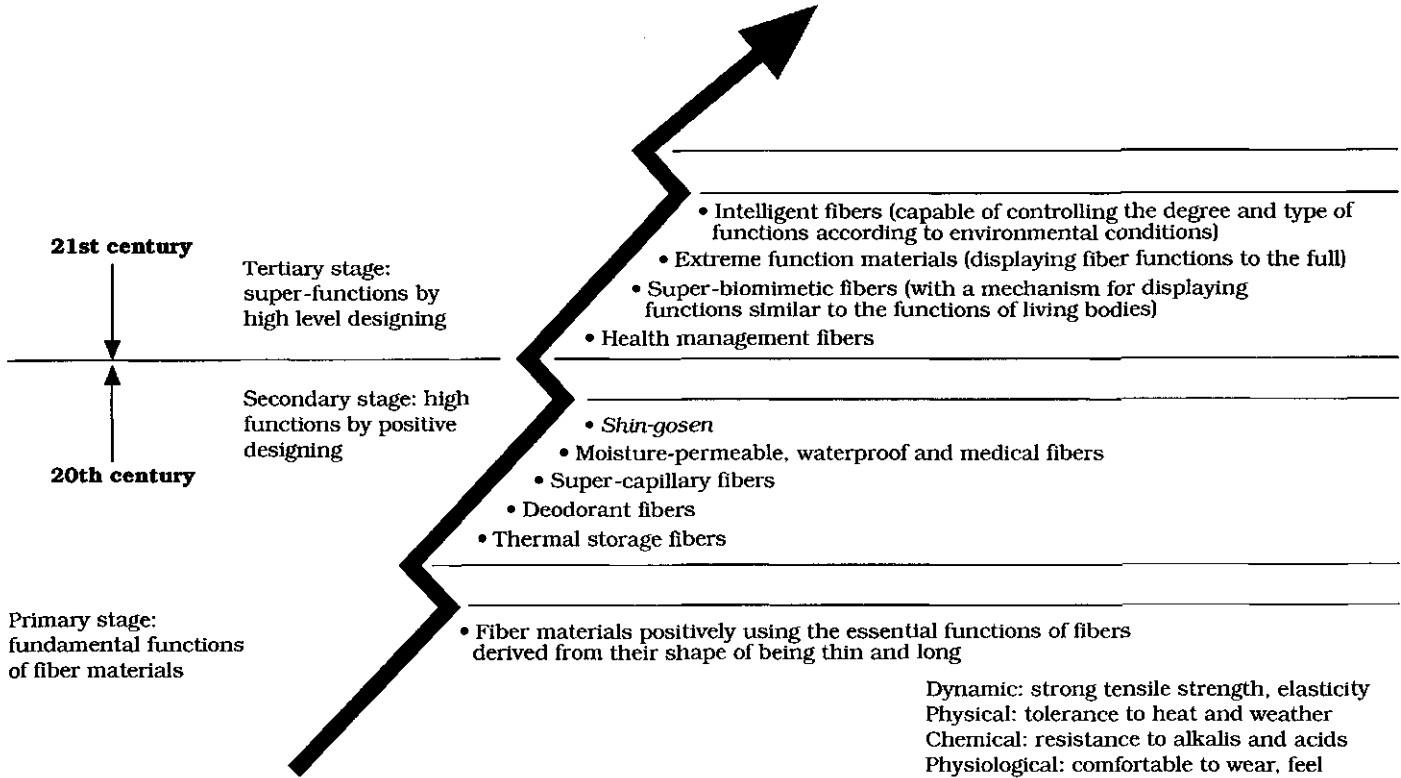 • Intelligent fibers (capable of controlling the degree and type of
functions according to environmental conditions)
21st century
Tertiary stage:
super-functions by
high level designing
• Extreme function materials (displaying fiber functions to the full)
• Super-biomimetic fibers (with a mechanism for displaying
functions similar to the functions of living bodies)
• Health management fibers
Secondary stage: high
functions by positive
designing
20th century
• Shin-gosen
• Moisture-permeable, waterproof and medical fibers
• Super-capillary fibers
• Deodorant fibers
• Thermal storage fibers
Primary stage:
fundamental functions
of fiber materials
• Fiber materials positively using the essential functions of fibers
derived from their shape of being thin and long
Dynamic: strong tensile strength, elasticity
Physical: tolerance to heat and weather
Chemical: resistance to alkalis and acids
Physiological: comfortable to wear, feel